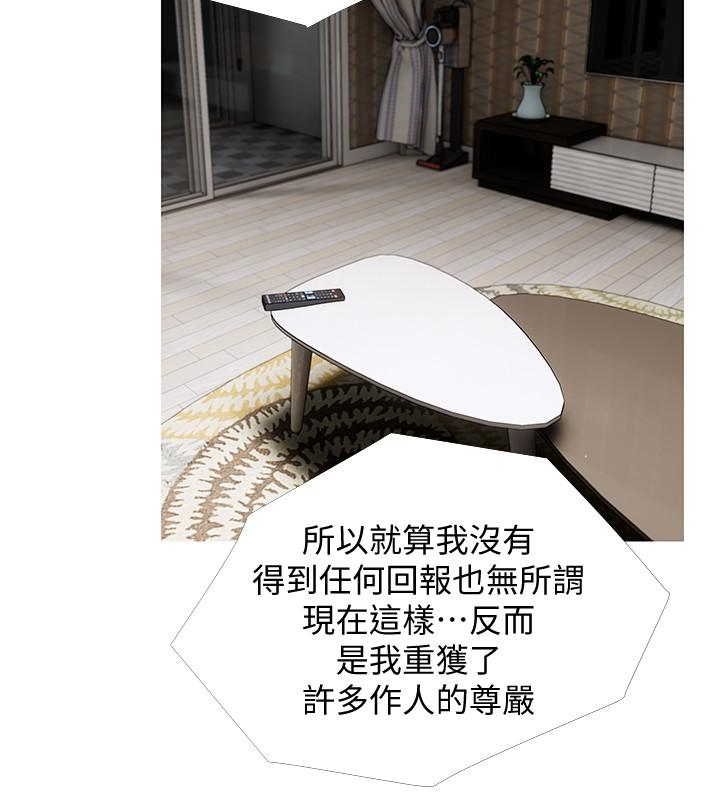 所以就算我沒有
得到任何回報也無所謂
現在這樣⋯反而
是我重獲了
許多作人的尊嚴